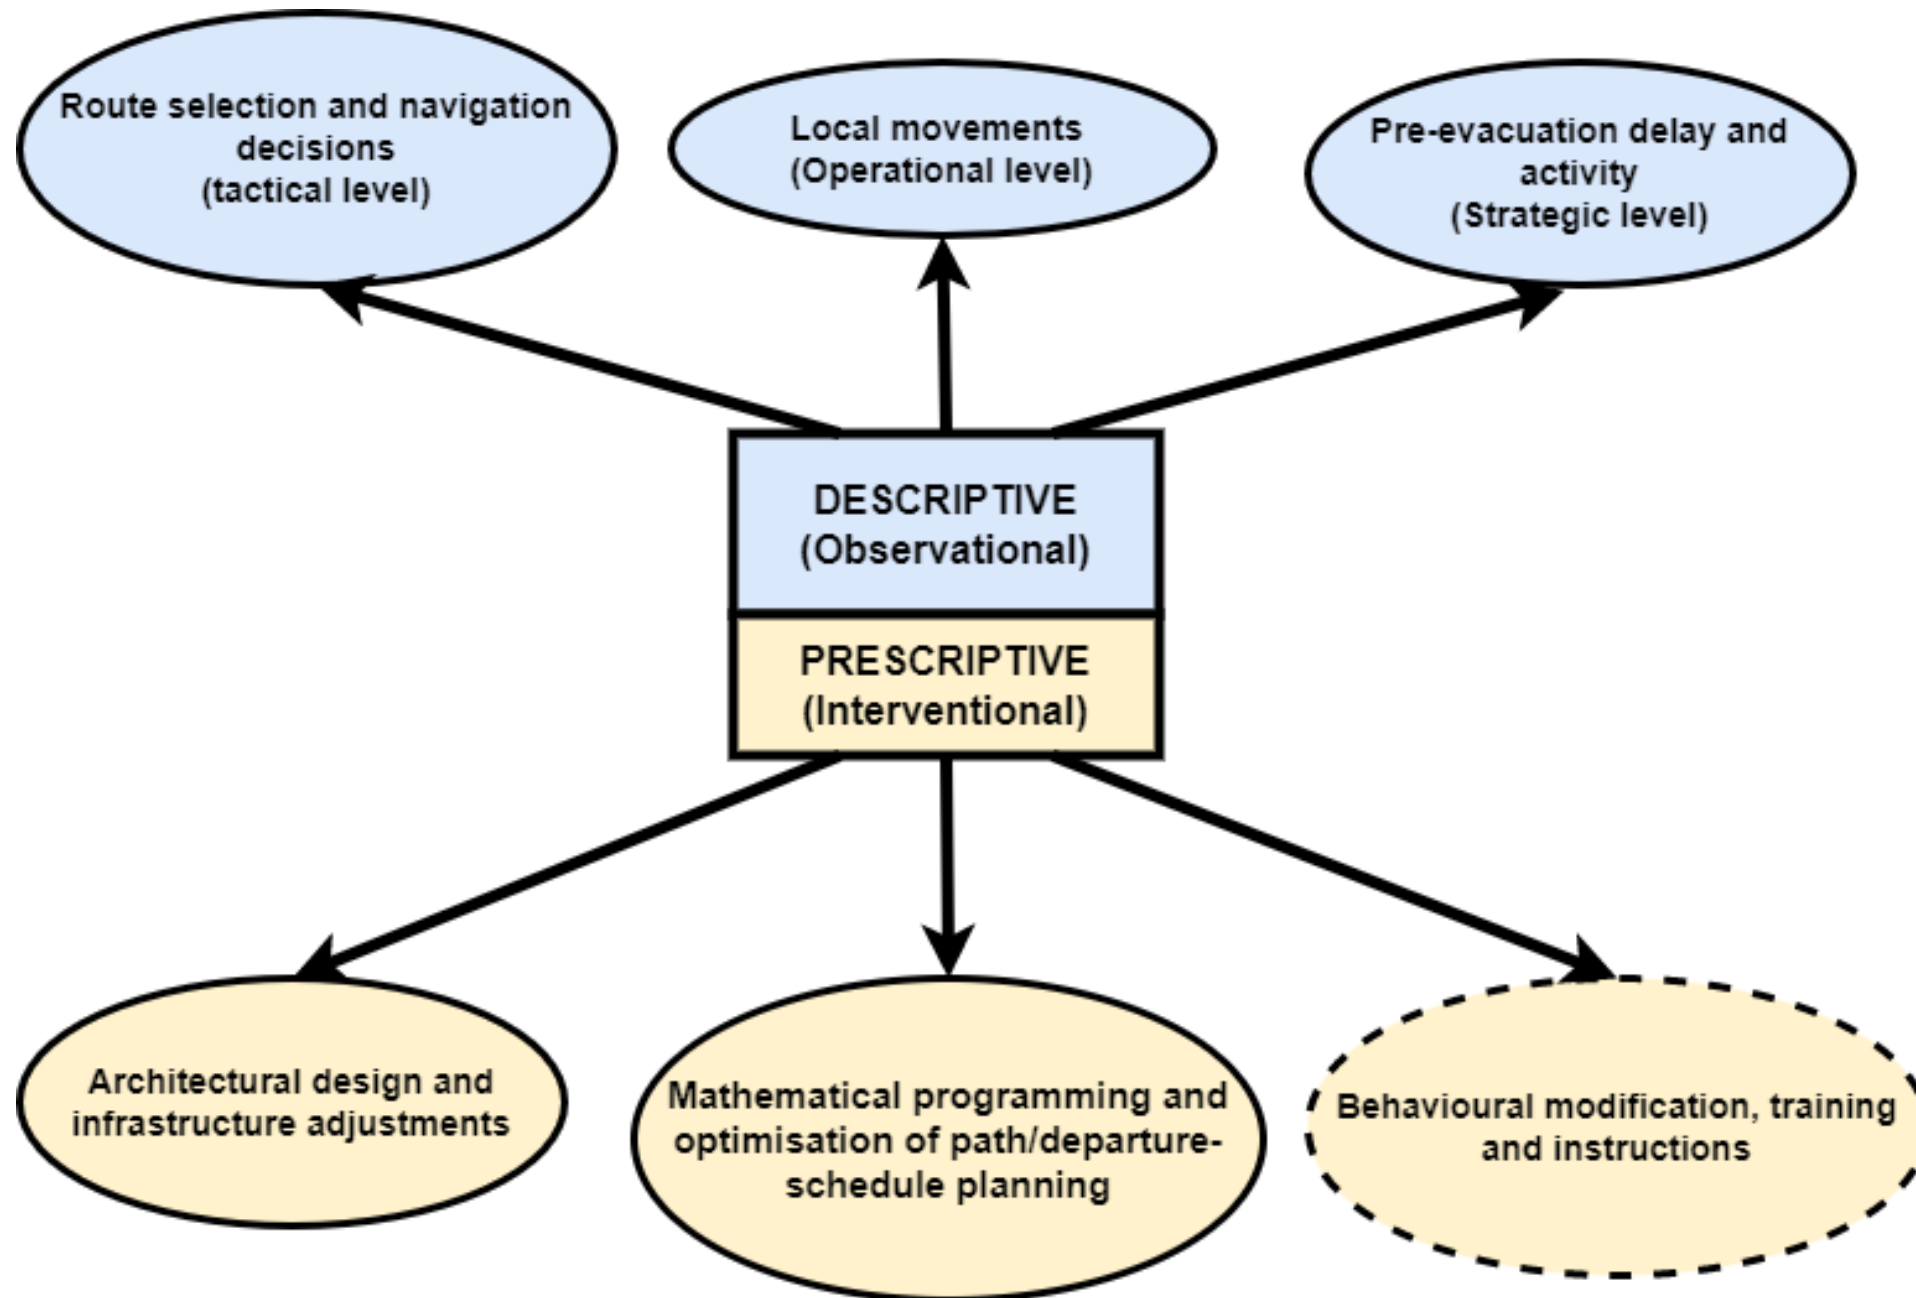 Route selection and navigation
decisions
(tactical level)
Local movements
(Operational level)
Pre-evacuation delay and
activity
(Strategic level)
DESCRIPTIVE
(Observational)
PRESCRIPTIVE
(Interventional)
Architectural design and
infrastructure adjustments
Mathematical programming and
optimisation of path/departure-
schedule planning
Behavioural modification, training
and instructions